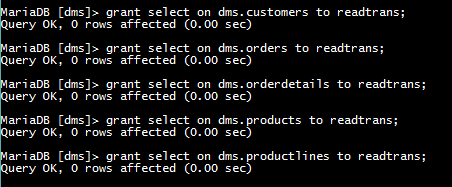 MariaDB [dms]> grant select on dms.customers to readtrans;
Query OK, 0 rows affected (0.00 sec)
MariaDB [dms]> grant select on dms.orders to readtrans;
Query OK, 0 rows affected (0.00 sec)
MariaDB [dms]> grant select on dms.orderdetails to readtrans;
Query OK, 0 rows affected (0.00 sec)
MariaDB [dms]> grant select on dms.products to readtrans;
Query OK, 0 rows affected (0.00 sec)
MariaDB [dms]> grant select on dms.productlines to readtrans;
Query OK, 0 rows affected (0.00 sec)